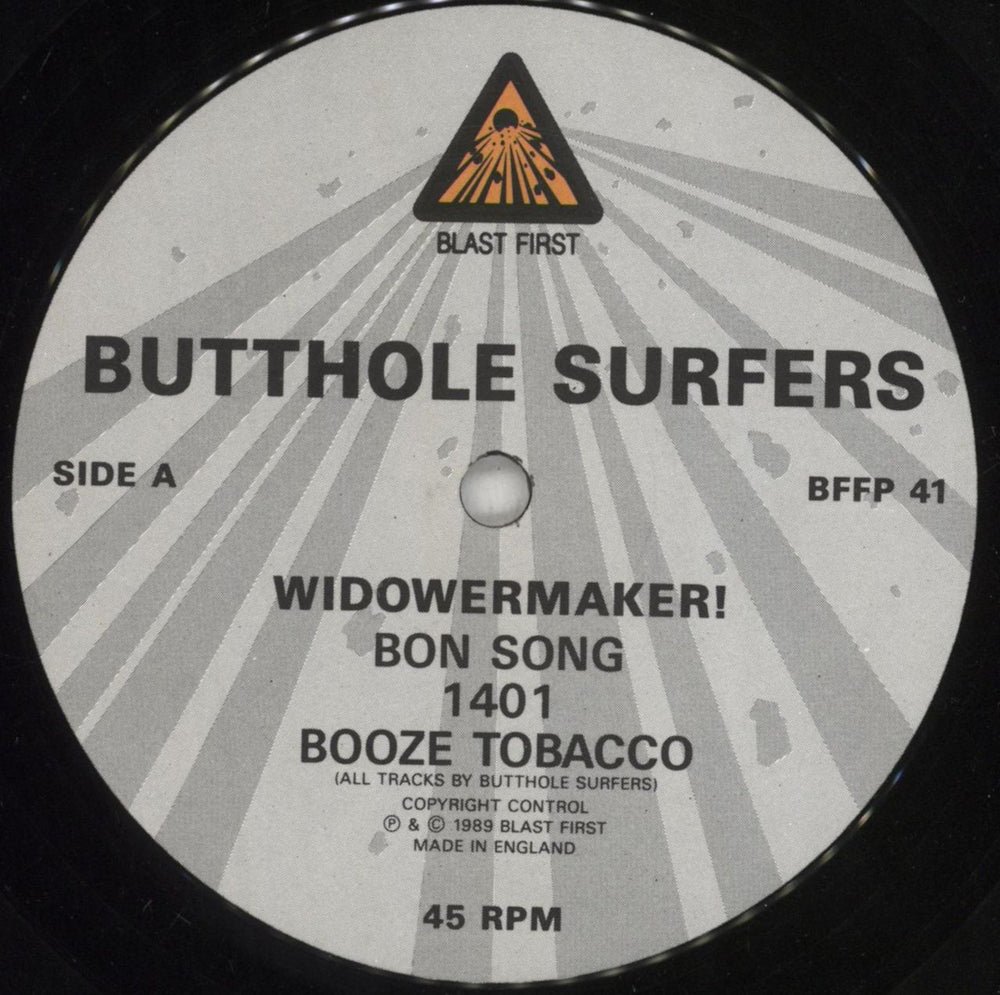 BLAST FIRST
BUTTHOLE SURFERS
SIDE A
BFFP 41
WIDOWERMAKER!
BON SONG
1401
BOOZE TOBACCO
(ALL TRACKS BY BUTTHOLE SURFERS)
COPYRIGHT CONTROL
℗ & © 1989 BLAST FIRST
MADE IN ENGLAND
45 RPM